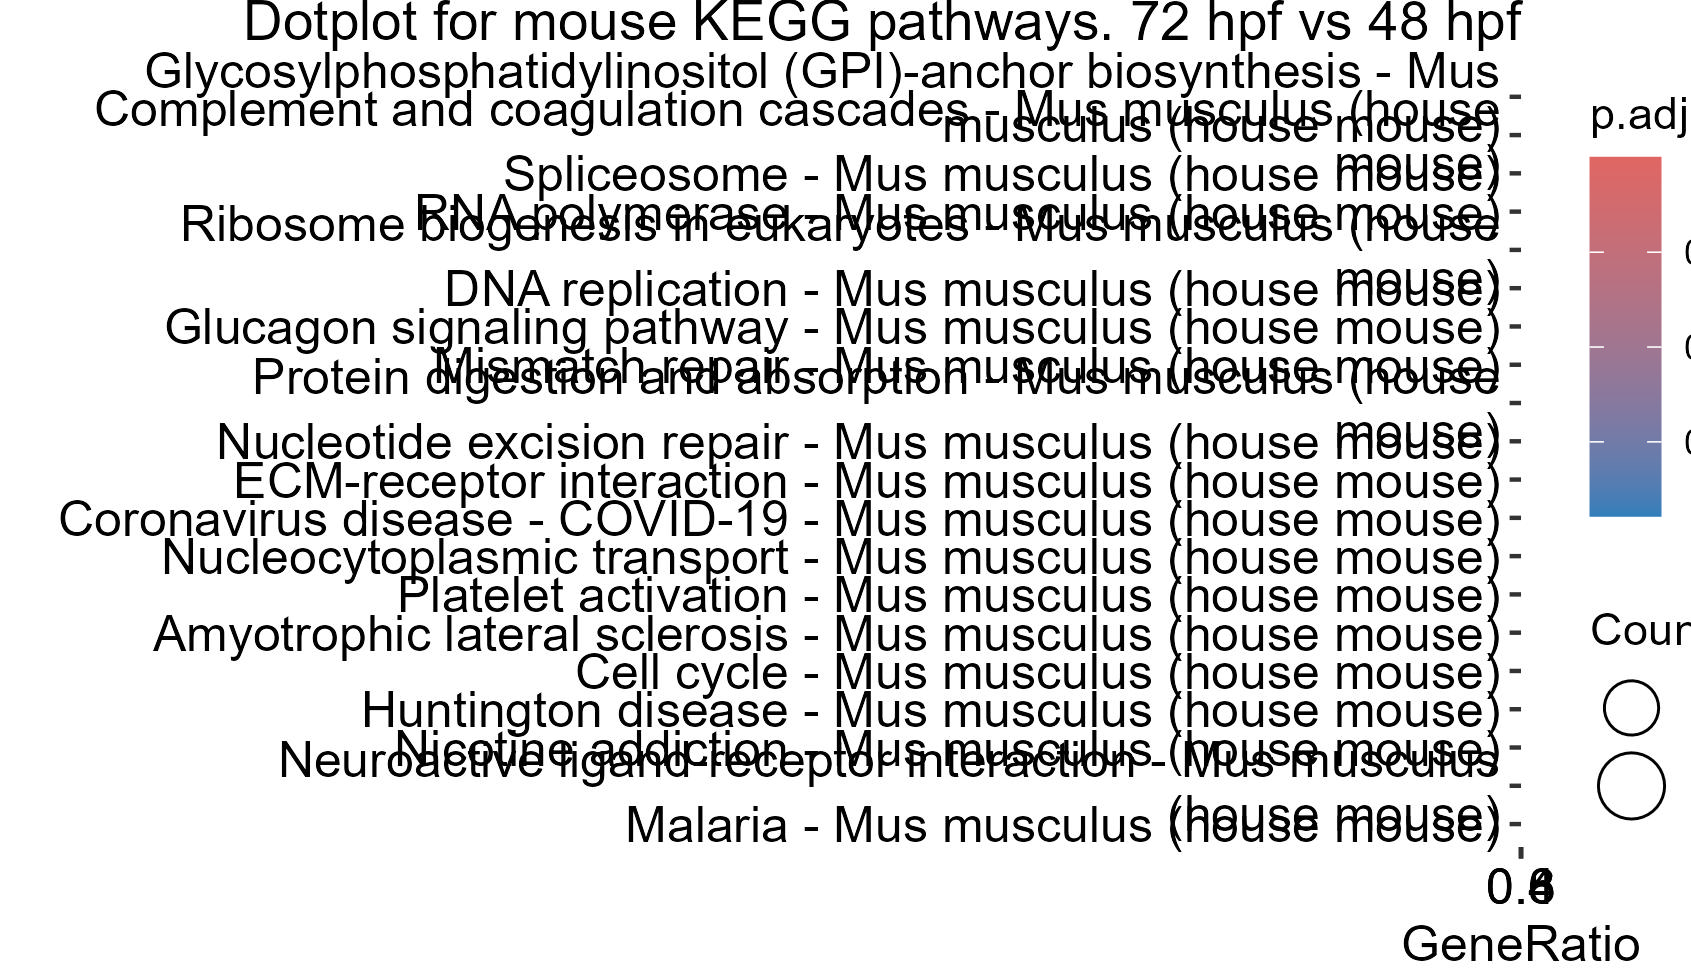 Dotplot for mouse KEGG pathways. 72 hpf vs 48 hpf
Glycosylphosphatidylinositol (GPI)-anchor biosynthesis - Mus
musculus (house mouse)
Complement and coagulation cascades - Mus musculus (house
mouse)
Spliceosome - Mus musculus (house mouse)
RNA polymerase - Mus musculus (house mouse)
Ribosome biogenesis in eukaryotes - Mus musculus (house
mouse)
DNA replication - Mus musculus (house mouse)
Glucagon signaling pathway - Mus musculus (house mouse)
Mismatch repair - Mus musculus (house mouse)
Protein digestion and absorption - Mus musculus (house
mouse)
Nucleotide excision repair - Mus musculus (house mouse)
ECM-receptor interaction - Mus musculus (house mouse)
Coronavirus disease - COVID-19 - Mus musculus (house mouse)
Nucleocytoplasmic transport - Mus musculus (house mouse)
Platelet activation - Mus musculus (house mouse)
Amyotrophic lateral sclerosis - Mus musculus (house mouse)
Cell cycle - Mus musculus (house mouse)
Huntington disease - Mus musculus (house mouse)
Nicotine addiction - Mus musculus (house mouse)
Neuroactive ligand-receptor interaction - Mus musculus
(house mouse)
Malaria - Mus musculus (house mouse)
GeneRatio
p.adj
Coun